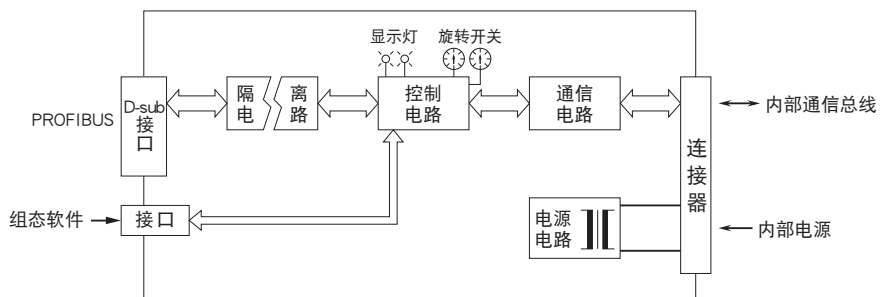 显示灯
旋转开关
PROFIBUS
D-sub
接
口
隔
电
离
路
控制
电路
通信
电路
连
接
器
内部通信总线
组态软件
接口
电源
电路
内部电源